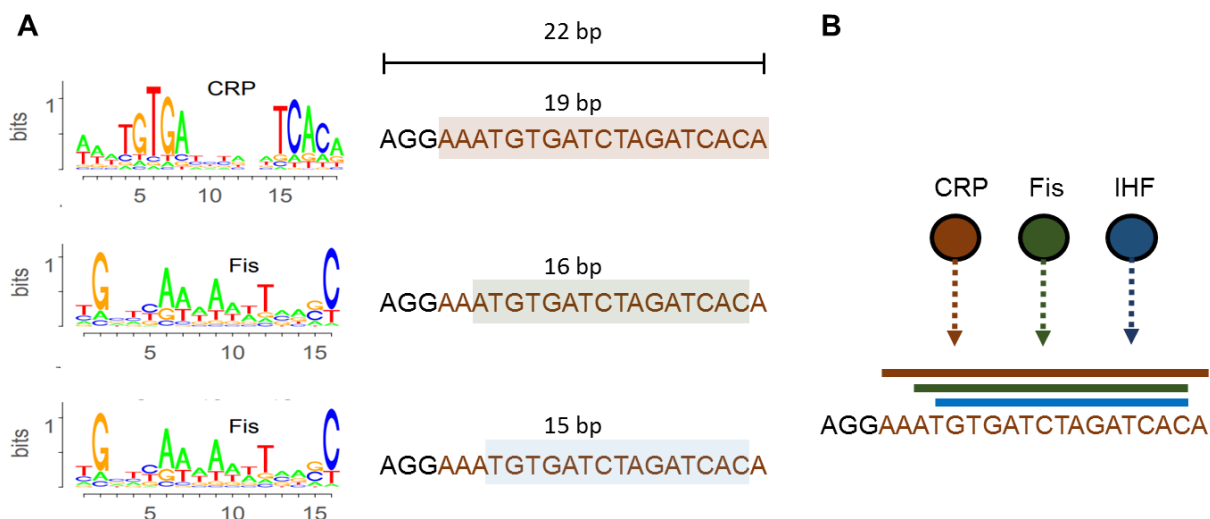 A
B
22 bp
CRP
19 bp
bits
1
AGGAAATGTGATCTAGATCACA
5 10 15
CRP Fis IHF
Fis
16 bp
bits
1
AGGAAATGTGATCTAGATCACA
5 10 15
Fis
15 bp
bits
1
AGGAAATGTGATCTAGATCACA
5 10 15
AGGAAATGTGATCTAGATCACA